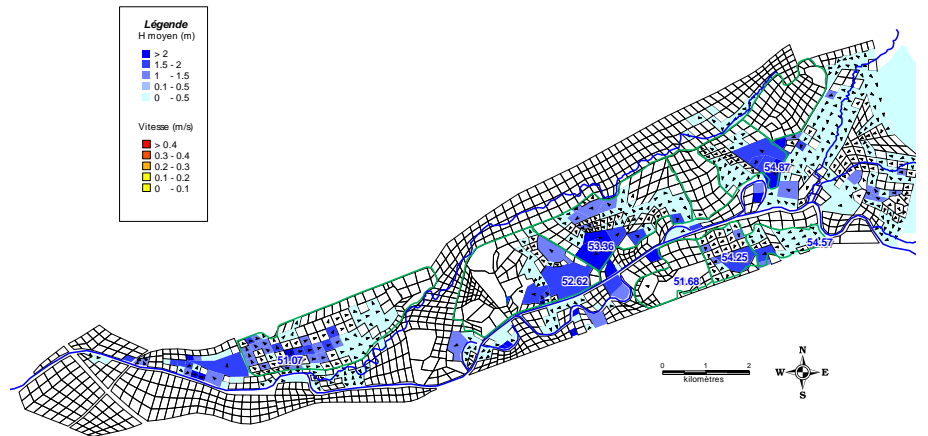 Légende
H moyen (m)
> 2
1.5 - 2
1 - 1.5
0.1 - 0.5
0 - 0.5
Vitesse (m/s)
> 0.4
0.3 - 0.4
0.2 - 0.3
0.1 - 0.2
0 - 0.1
54.87
53.36
54.57
54.25
52.62
51.68
51.07
0 1 2
kilomètres
N
W E
S